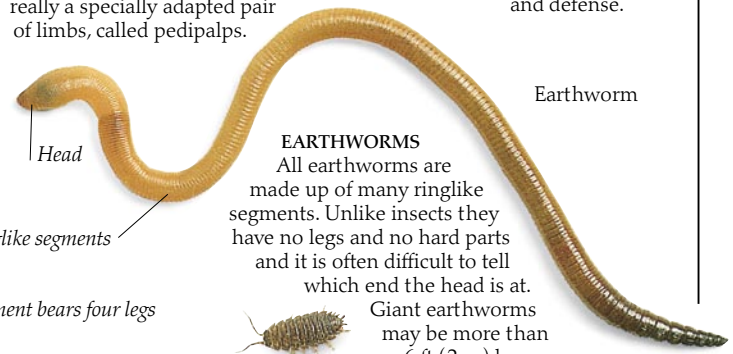 really a specially adapted pair
of limbs, called pedipalps.
and defense.
Earthworm
Head
EARTHWORMS
All earthworms are
made up of many ringlike
segments. Unlike insects they
have no legs and no hard parts
and it is often difficult to tell
which end the head is at.
Giant earthworms
may be more than
segments
bears four legs